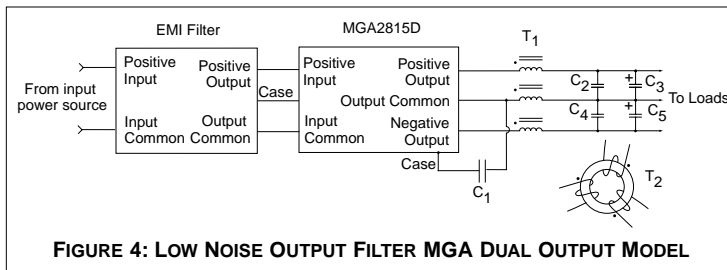 EMI Filter
MGA2815D
T1
From input
power source
Positive
Input
Positive
Output
Input
Common
Output
Common
Case
Positive
Input
Positive
Output
Output Common
Input
Common
Negative
Output
Case
C1
C2
C3
C4
C5
+
+
To Loads
T2
FIGURE 4: LOW NOISE OUTPUT FILTER MGA DUAL OUTPUT MODEL